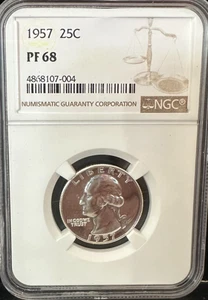 1957 25C
PF 68
4868107-004
NUMISMATIC GUARANTY CORPORATION
NGC
LIBERTY
IN GOD WE
TRUST
1957